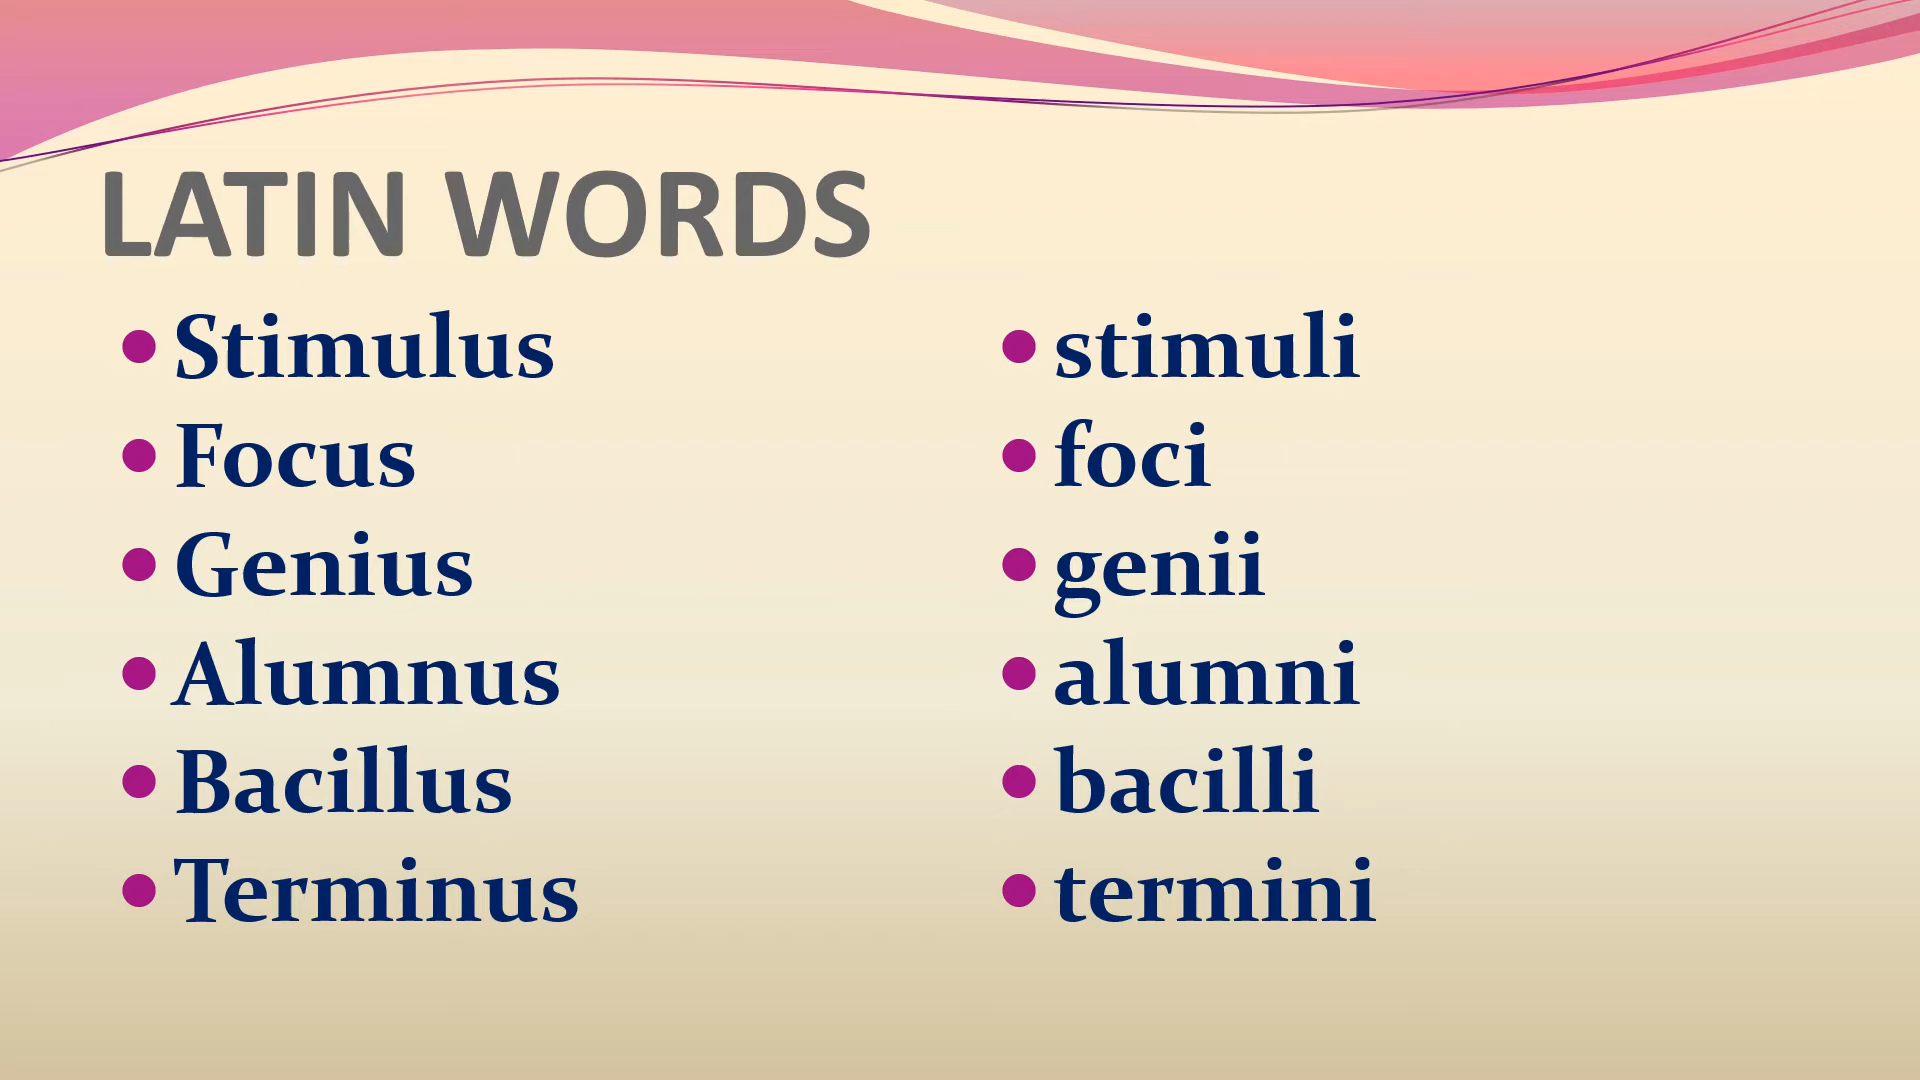 LATIN WORDS
• Stimulus
• Focus
• Genius
• Alumnus
• Bacillus
• Terminus
• stimuli
• foci
• genii
• alumni
• bacilli
• termini